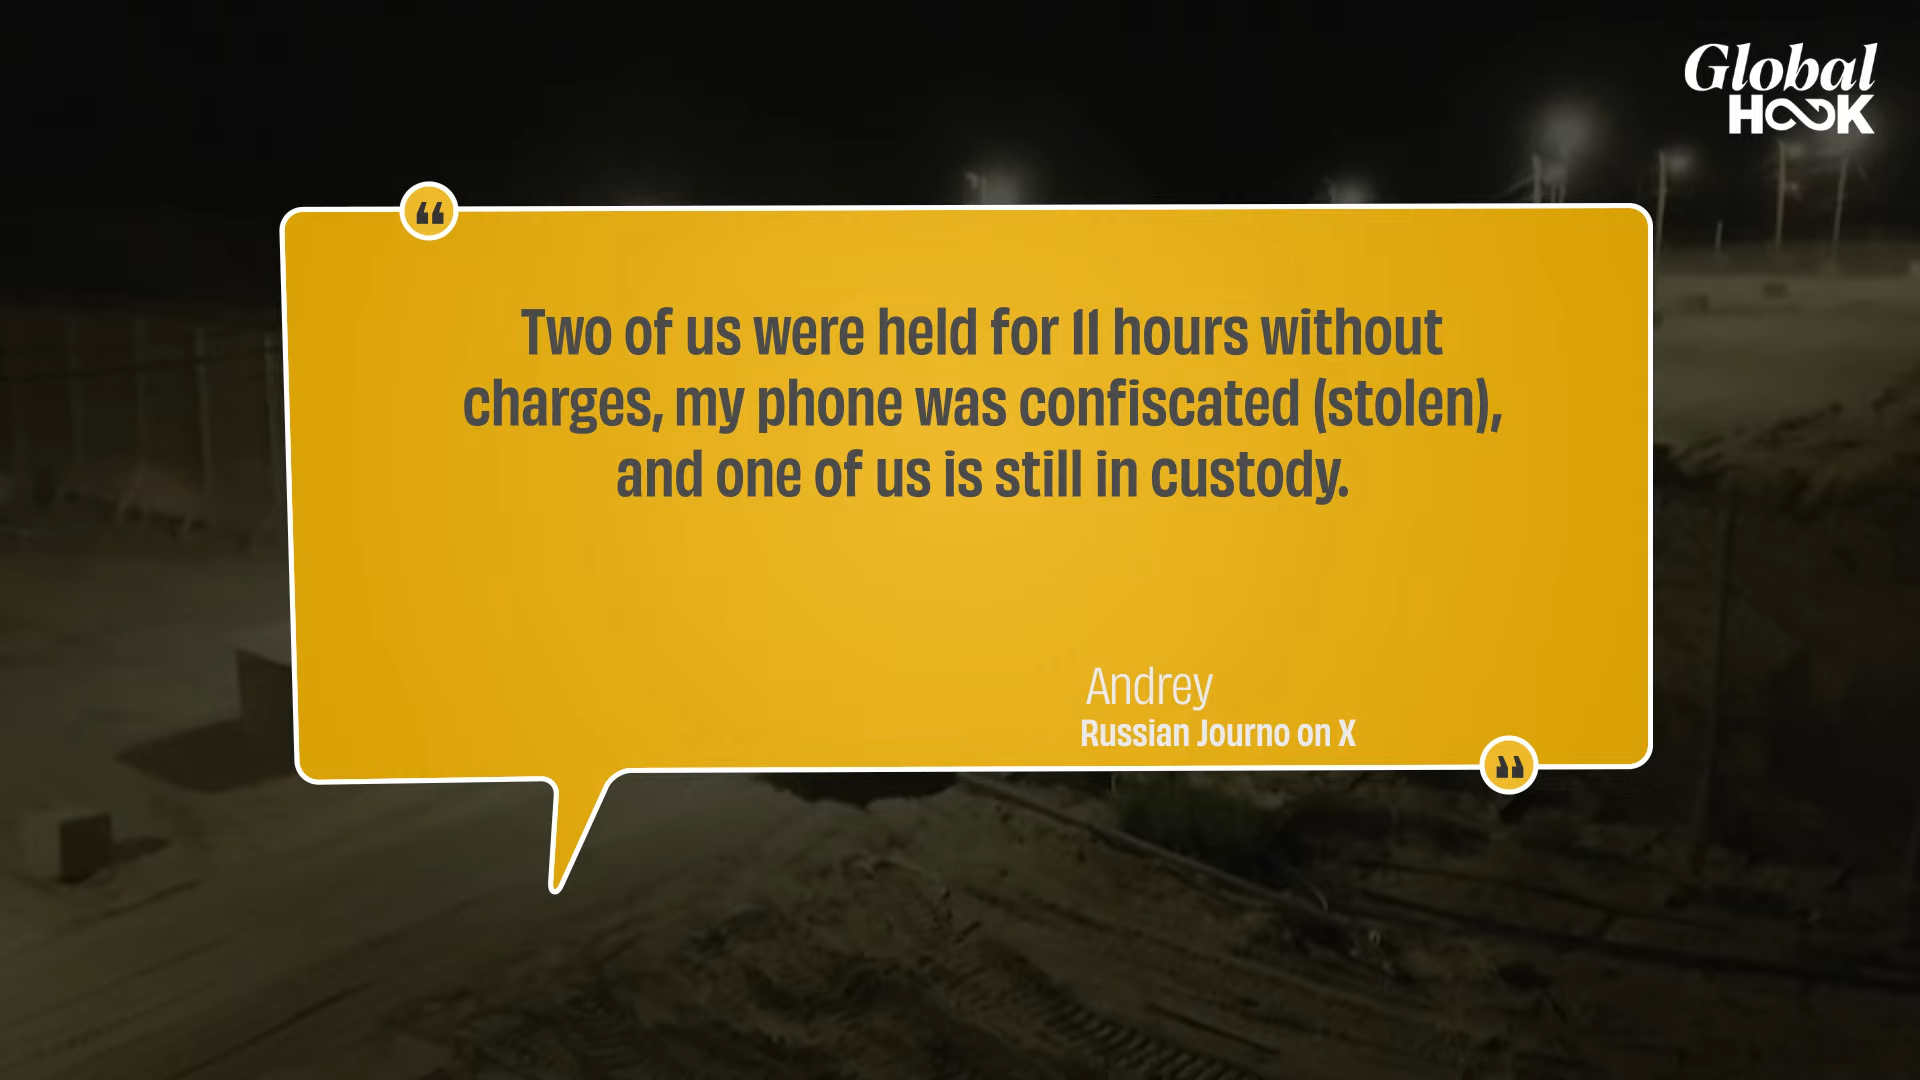 Global
HOOK
“
Two of us were held for 11 hours without
charges, my phone was confiscated (stolen),
and one of us is still in custody.
Andrey
Russian Journo on X
”